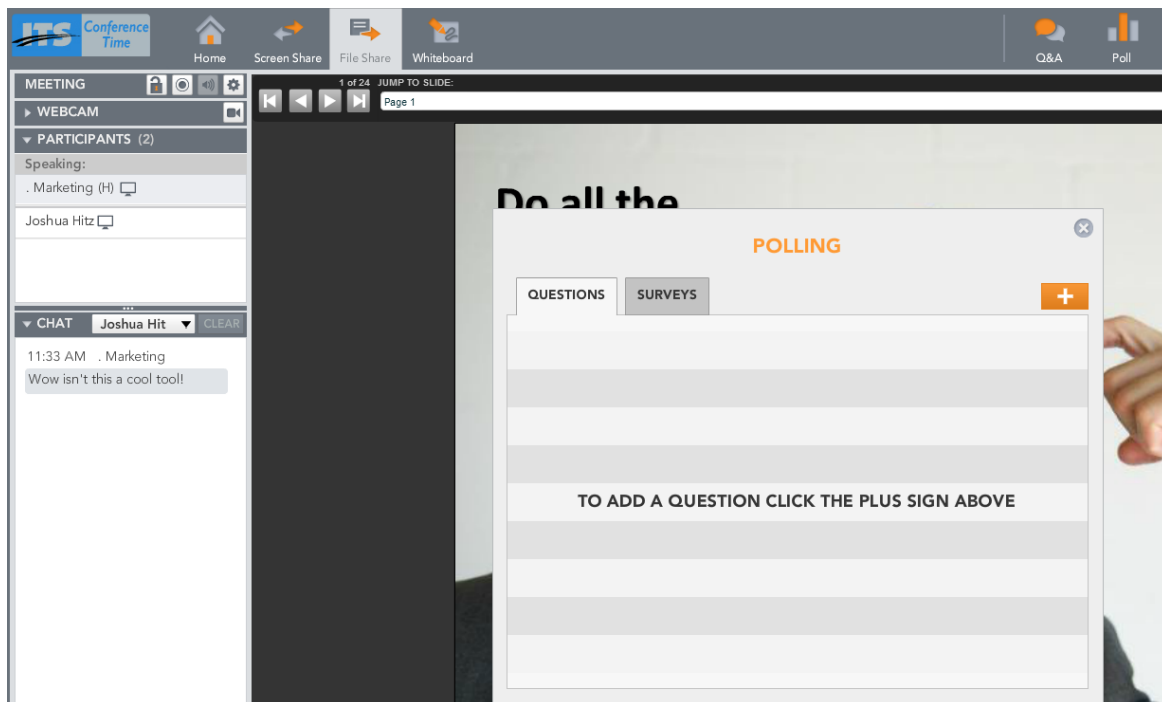 ITS Conference
Time
Home
Screen Share
File Share
Whiteboard
Q&A
Poll
MEETING
WEBCAM
PARTICIPANTS (2)
Speaking:
. Marketing (H)
Joshua Hitz
CHAT
Joshua Hit
CLEAR
11:33 AM . Marketing
Wow isn't this a cool tool!
1 of 24 JUMP TO SLIDE:
Page 1
Do all the
POLLING
QUESTIONS
SURVEYS
TO ADD A QUESTION CLICK THE PLUS SIGN ABOVE